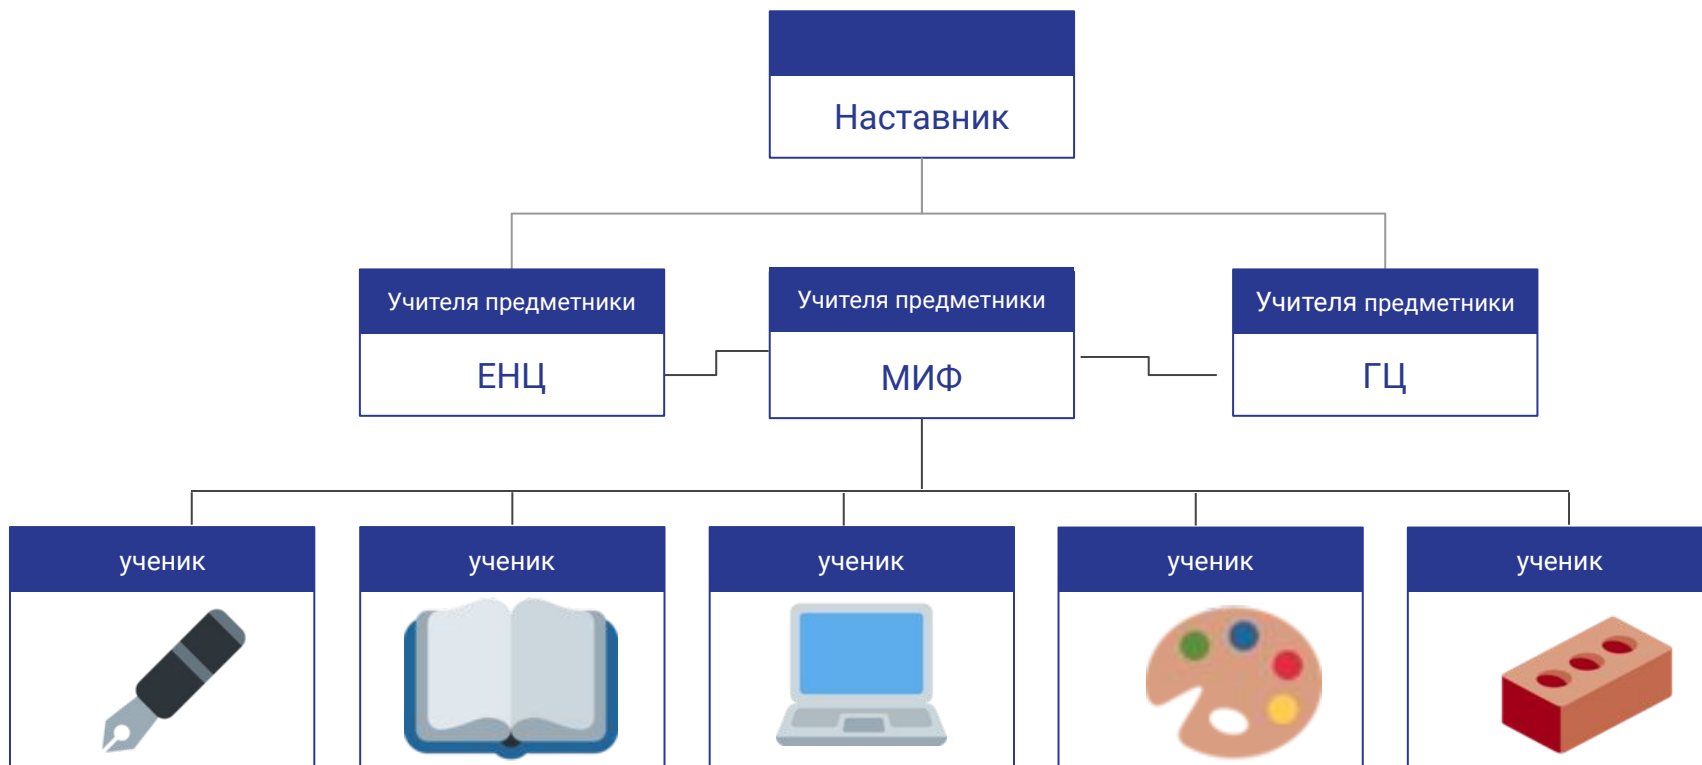 Наставник
Учителя предметники
ЕНЦ
Учителя предметники
МИФ
Учителя предметники
ГЦ
ученик
ученик
ученик
ученик
ученик